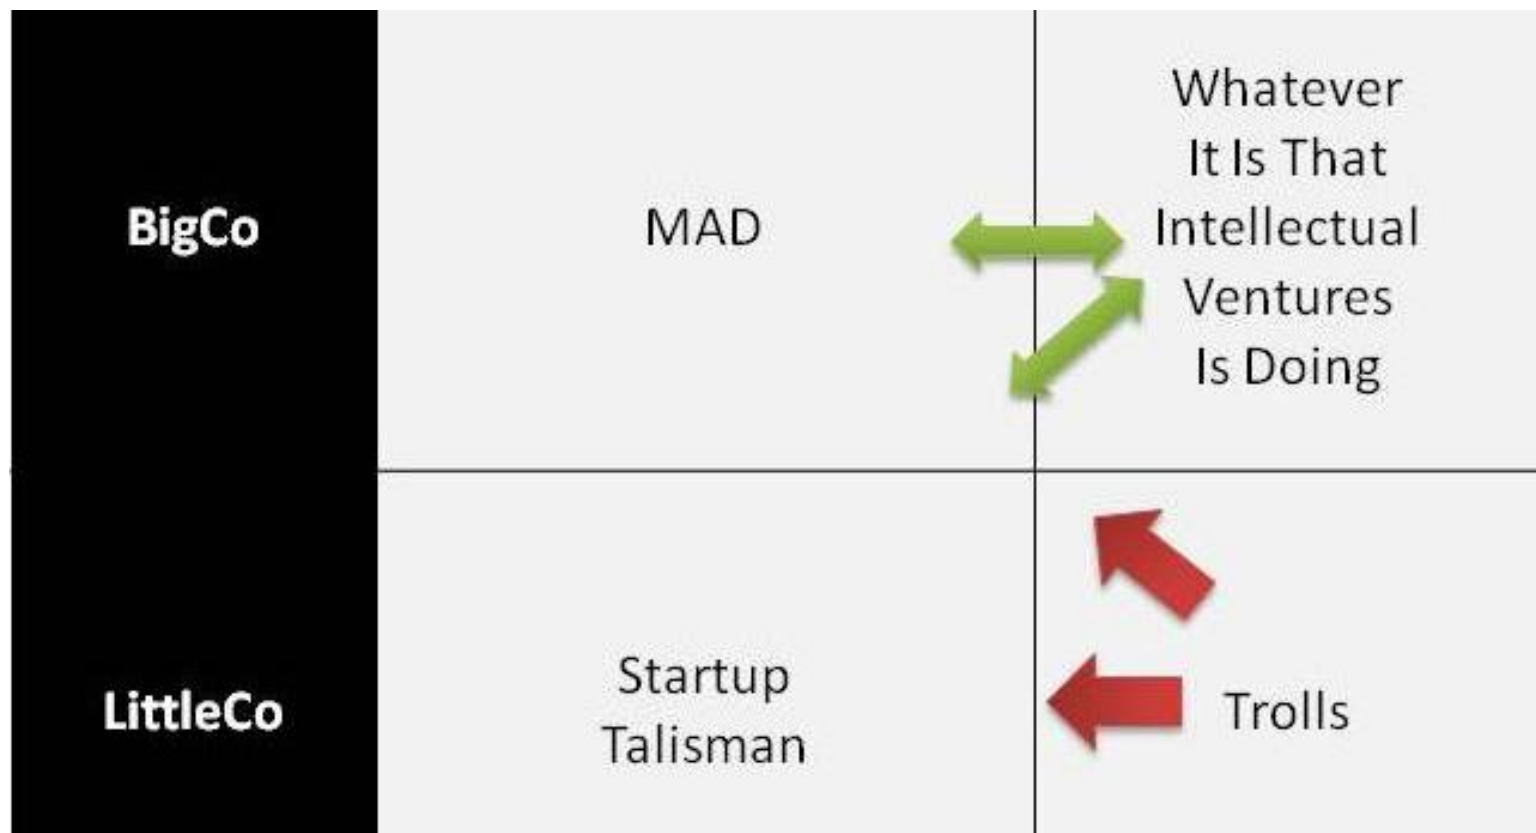 BigCo
MAD
Whatever
It Is That
Intellectual
Ventures
Is Doing
LittleCo
Startup
Talisman
Trolls